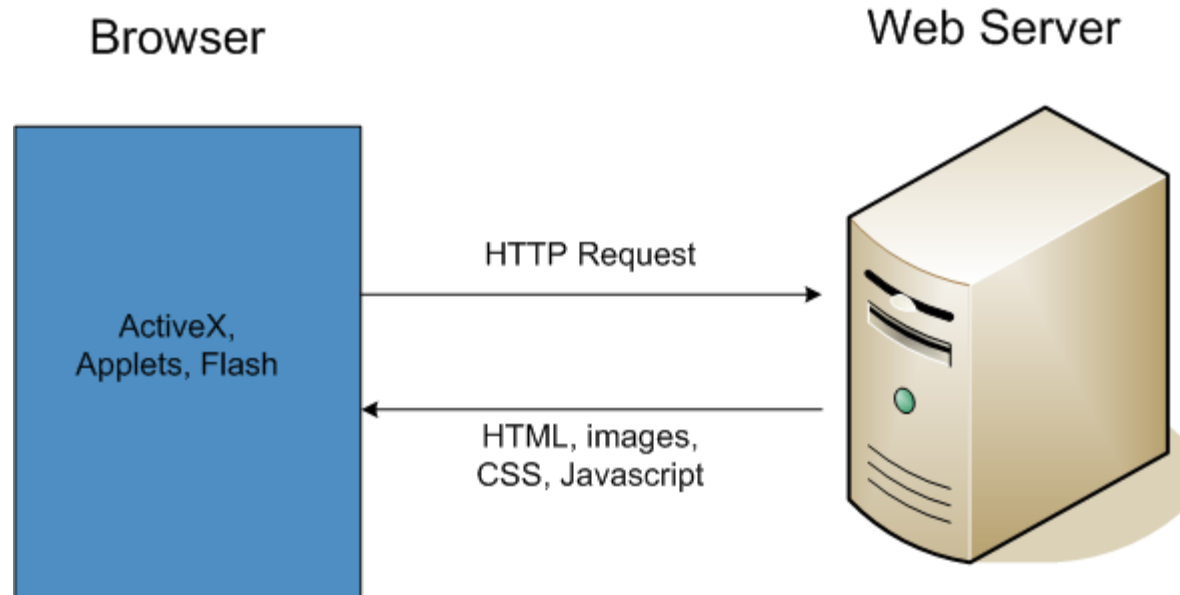 Browser
Web Server
HTTP Request
ActiveX,
Applets, Flash
HTML, images,
CSS, Javascript